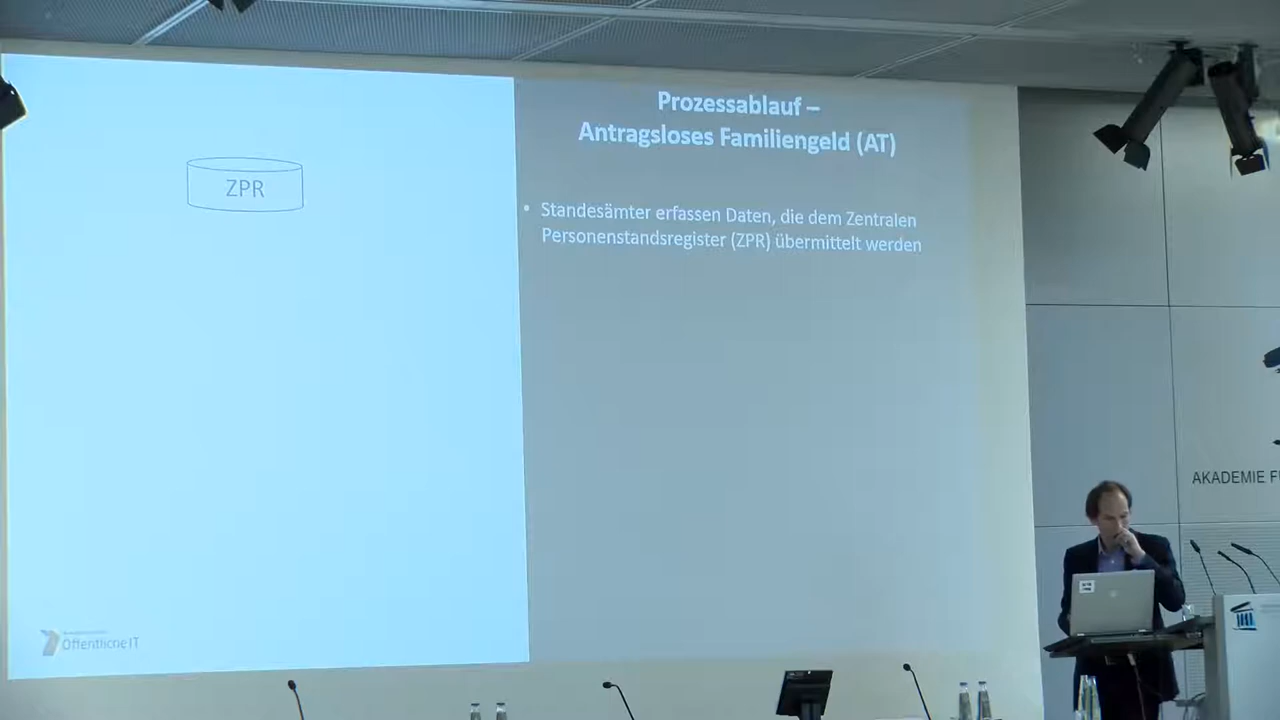 ZPR
Prozessablauf –
Antragsloses Familiengeld (AT)
• Standesämter erfassen Daten, die dem Zentralen
Personenstandsregister (ZPR) übermittelt werden
Öffentliche IT
AKADEMIE F